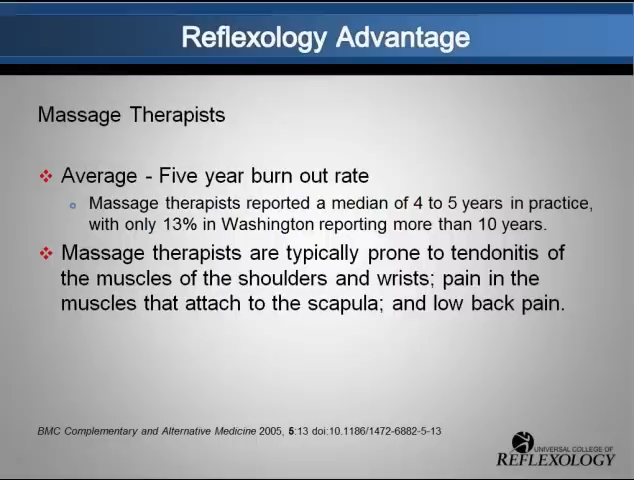 Reflexology Advantage
Massage Therapists
Average - Five year burn out rate
Massage therapists reported a median of 4 to 5 years in practice,
with only 13% in Washington reporting more than 10 years.
Massage therapists are typically prone to tendonitis of
the muscles of the shoulders and wrists; pain in the
muscles that attach to the scapula; and low back pain.
BMC Complementary and Alternative Medicine 2005, 5:13 doi:10.1186/1472-6882-5-13
UNIVERSAL COLLEGE OF
REFLEXOLOGY